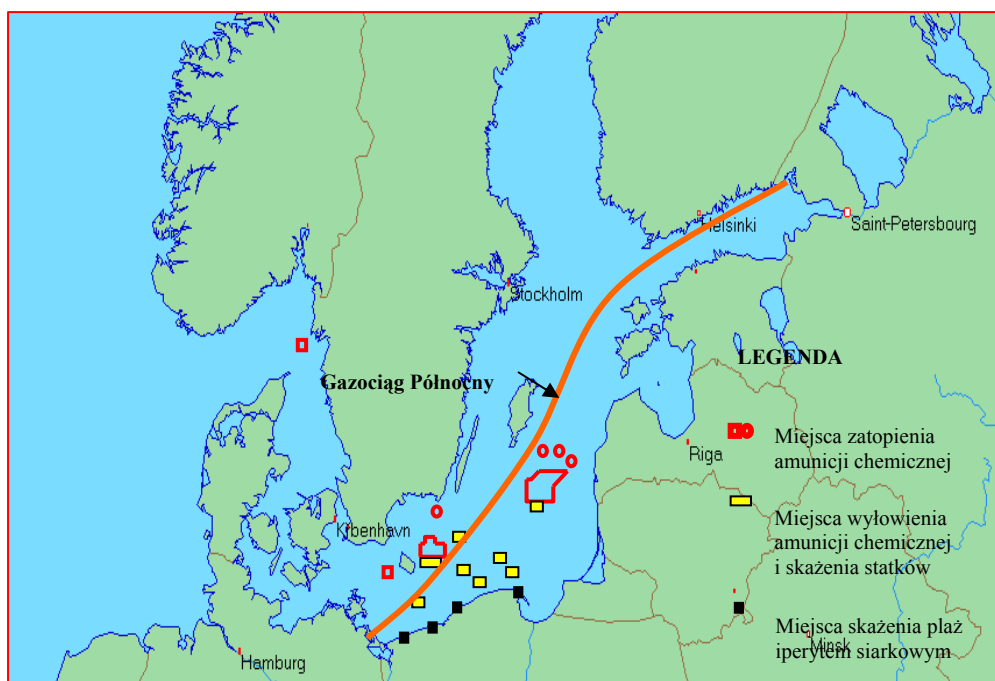 Helsinki
Saint-Petersbourg
Stockholm
LEGENDA
Gazociąg Północny
Miejsca zatopienia
amunicji chemicznej
Riga
Miejsca wyłowienia
amunicji chemicznej
i skażenia statków
København
Miejsca skażenia plaż
iperytem siarkowym
Minsk
Hamburg